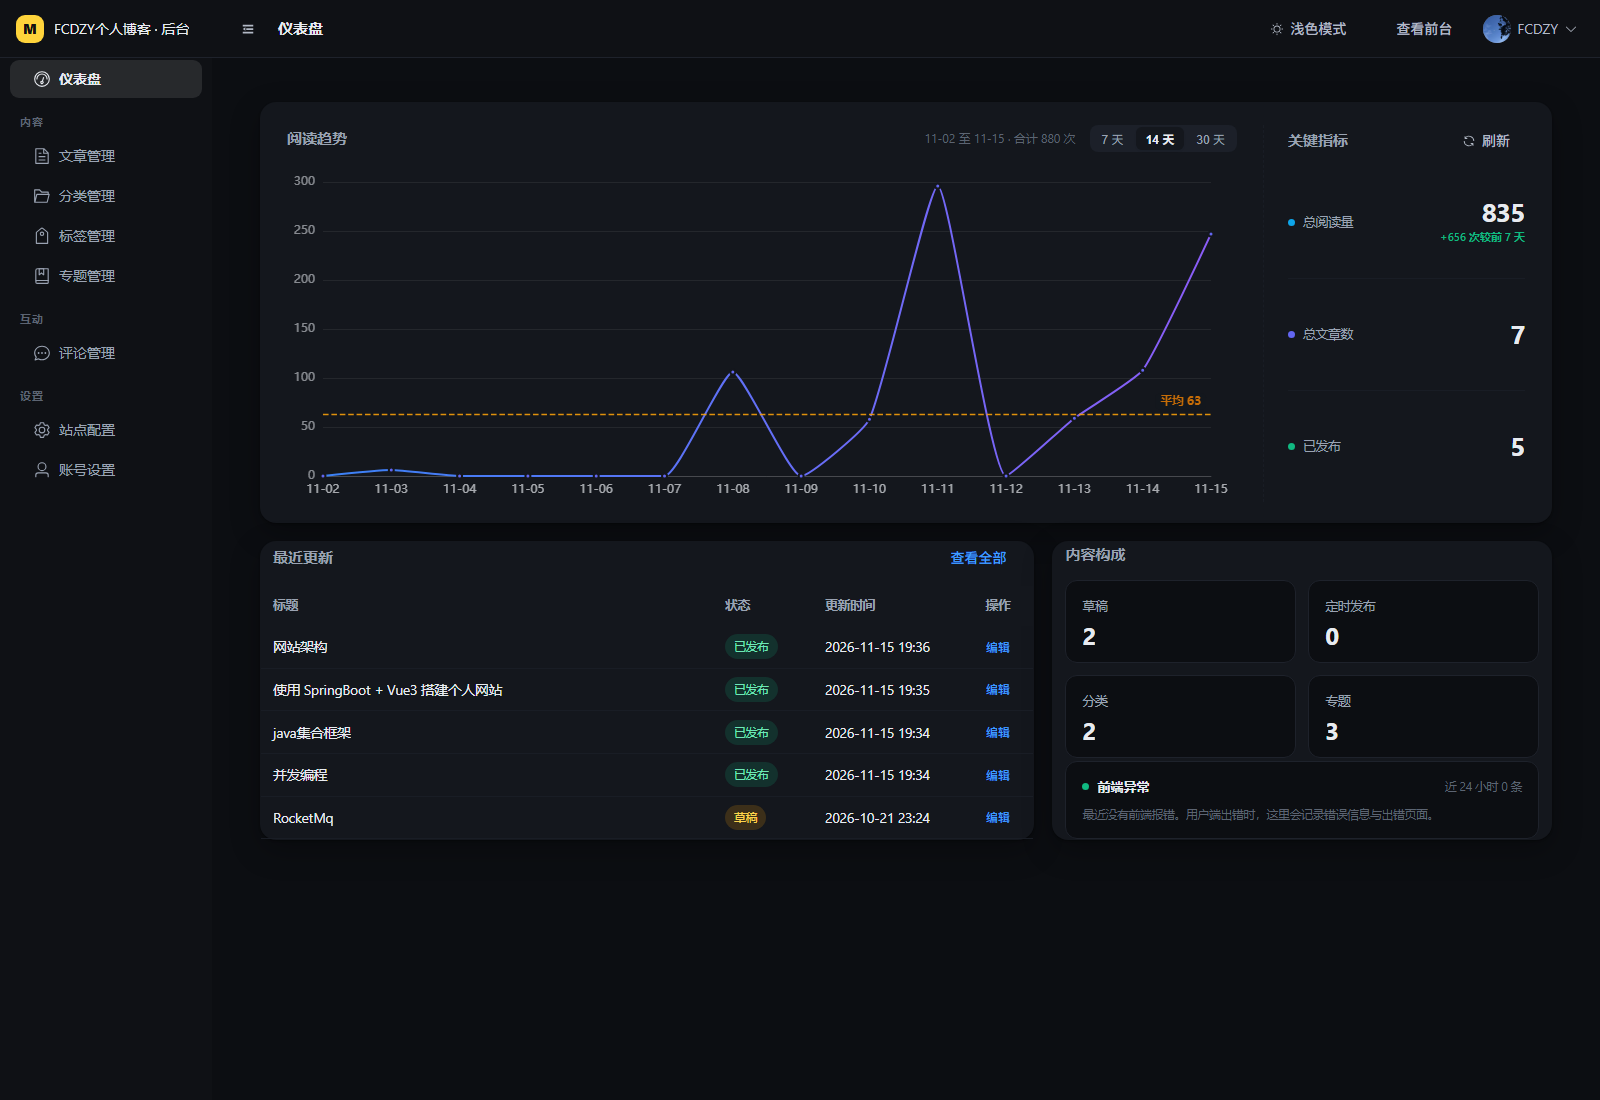 M FCDZY个人博客 · 后台
仪表盘
浅色模式
查看前台
FCDZY
仪表盘
内容
文章管理
分类管理
标签管理
专题管理
互动
评论管理
设置
站点配置
账号设置
阅读趋势
11-02 至 11-15 · 合计 880 次
7 天 14 天 30 天
300
250
200
150
100
50
0
平均 63
11-02 11-03 11-04 11-05 11-06 11-07 11-08 11-09 11-10 11-11 11-12 11-13 11-14 11-15
关键指标
刷新
总阅读量
835
+656 次较前 7 天
总文章数
7
已发布
5
最近更新
查看全部
标题 状态 更新时间 操作
网站架构 已发布 2026-11-15 19:36 编辑
使用 SpringBoot + Vue3 搭建个人网站 已发布 2026-11-15 19:35 编辑
java集合框架 已发布 2026-11-15 19:34 编辑
并发编程 已发布 2026-11-15 19:34 编辑
RocketMq 草稿 2026-10-21 23:24 编辑
内容构成
草稿
2
定时发布
0
分类
2
专题
3
前端异常
近 24 小时 0 条
最近没有前端报错。用户端出错时，这里会记录错误信息与出错页面。